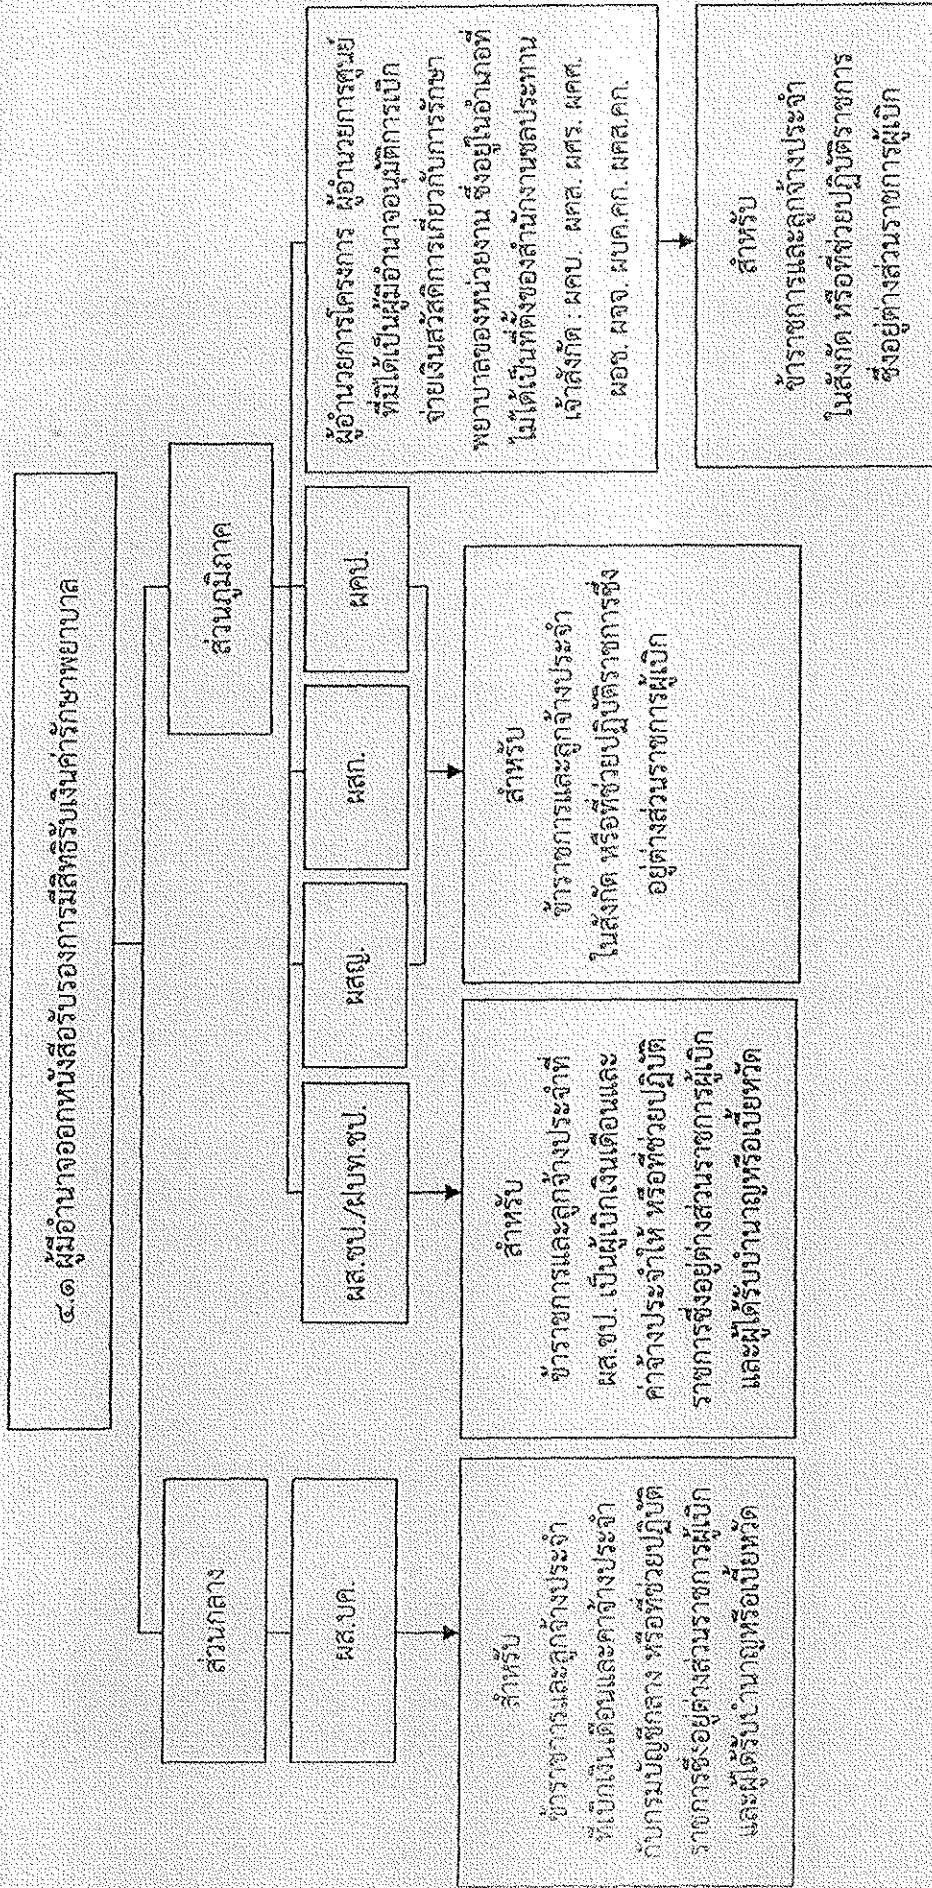 ๔.๑ ผู้มีอำนาจออกหนังสือรับรองการมีสิทธิรับเงินค่ารักษาพยาบาล
ส่วนกลาง
ผส.บค.
สำหรับ
ข้าราชการและลูกจ้างประจำ
ที่เบิกเงินเดือนและค่าจ้างประจำ
กับกรมบัญชีกลาง หรือที่ช่วยปฏิบัติ
ราชการซึ่งอยู่ต่างส่วนราชการผู้เบิก
และผู้ได้รับบำนาญหรือเบี้ยหวัด
ส่วนภูมิภาค
ผส.ชป./ฝบท.ชป.
สำหรับ
ข้าราชการและลูกจ้างประจำที่
ผส.ชป. เป็นผู้เบิกเงินเดือนและ
ค่าจ้างประจำให้ หรือที่ช่วยปฏิบัติ
ราชการซึ่งอยู่ต่างส่วนราชการผู้เบิก
และผู้ได้รับบำนาญหรือเบี้ยหวัด
ผสญ.
ผสก.
ผคป.
สำหรับ
ข้าราชการและลูกจ้างประจำ
ในสังกัด หรือที่ช่วยปฏิบัติราชการซึ่ง
อยู่ต่างส่วนราชการผู้เบิก
ผู้อำนวยการโครงการ ผู้อำนวยการศูนย์
ที่มิได้เป็นผู้มีอำนาจอนุมัติการเบิก
จ่ายเงินสวัสดิการเกี่ยวกับการรักษา
พยาบาลของหน่วยงาน ซึ่งอยู่ในอำเภอที่
ไม่ได้เป็นที่ตั้งของสำนักงานชลประทาน
เจ้าสังกัด : ผคบ. ผคส. ผศร. ผศศ.
ผอช. ผจจ. ผบค.คก. ผคส.คก.
สำหรับ
ข้าราชการและลูกจ้างประจำ
ในสังกัด หรือที่ช่วยปฏิบัติราชการ
ซึ่งอยู่ต่างส่วนราชการผู้เบิก